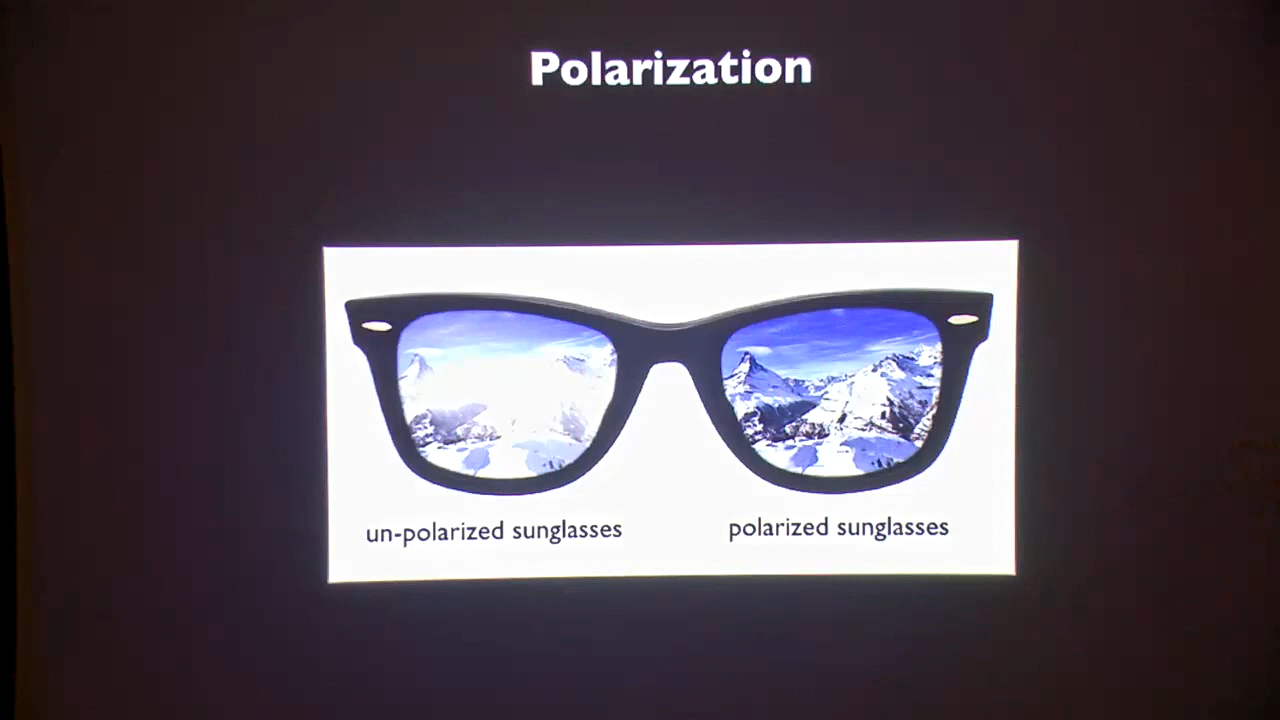 Polarization
un-polarized sunglasses
polarized sunglasses